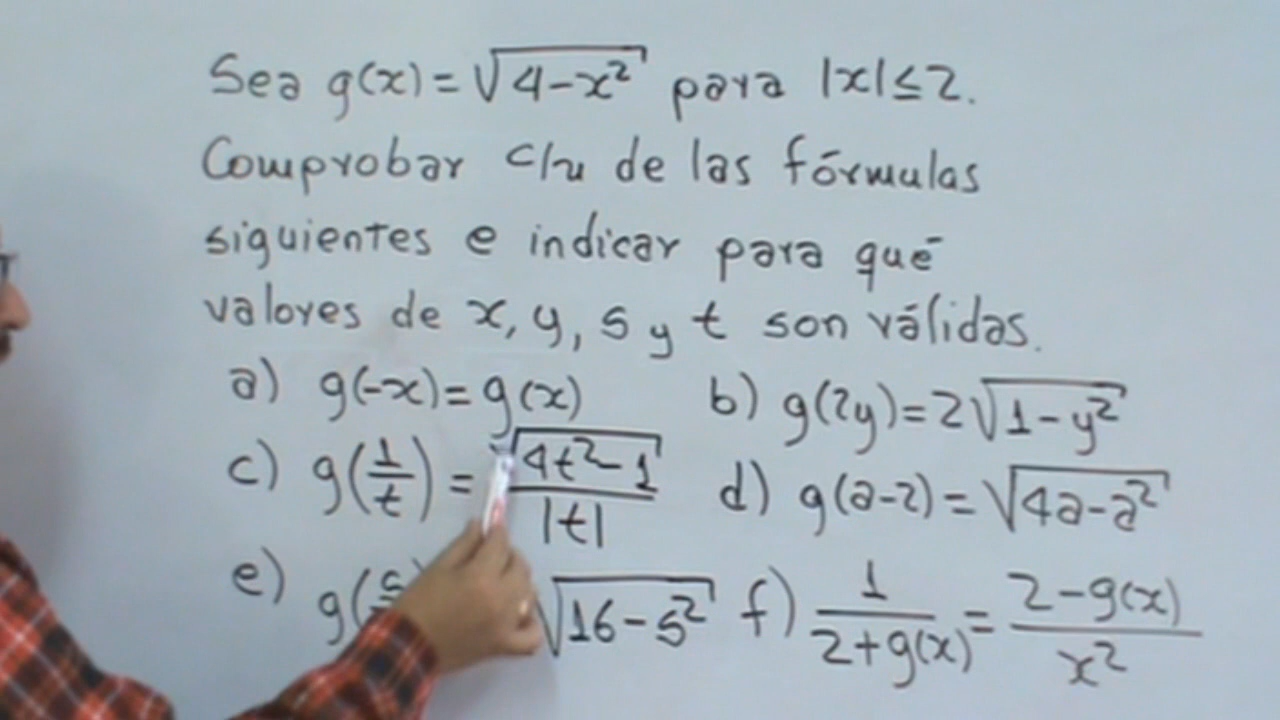 Sea g(x)=√(4-x²) para |x|≤2.
Comprobar c/u de las fórmulas
siguientes e indicar para qué
valores de x, y, s y t son válidas.
a) g(-x)=g(x) b) g(2y)=2√(1-y²)
c) g(1/t)=√(4t²-1)/|t| d) g(a-2)=√(4a-a²)
e) g(s √(16-s²) f) 1/(2+g(x))=(2-g(x))/x²